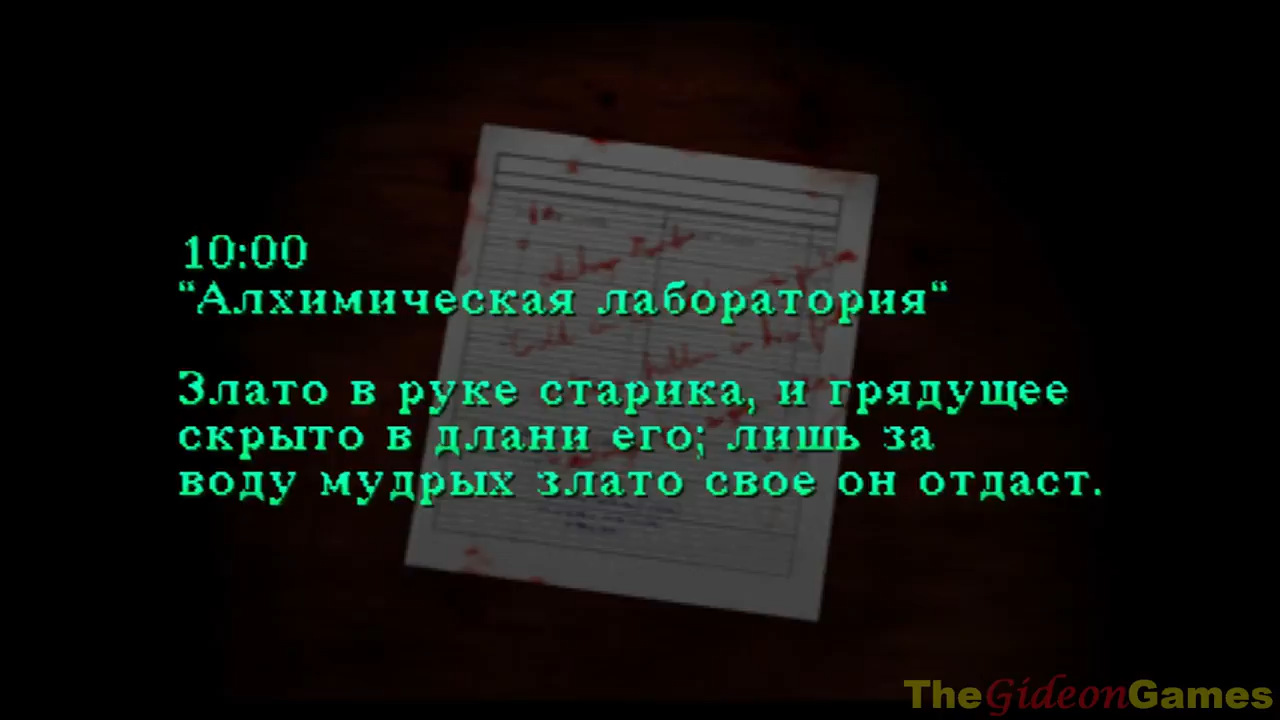 10:00
"Алхимическая лаборатория"
Злато в руке старика, и грядущее
скрыто в длани его; лишь за
воду мудрых злато свое он отдаст.
TheGideonGames